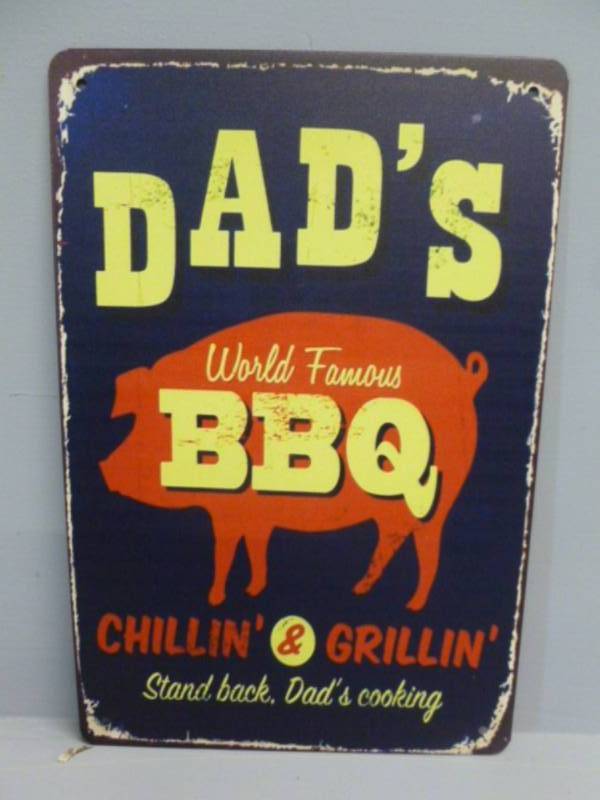 DAD'S
World Famous
BBQ
CHILLIN' & GRILLIN'
Stand back, Dad's cooking